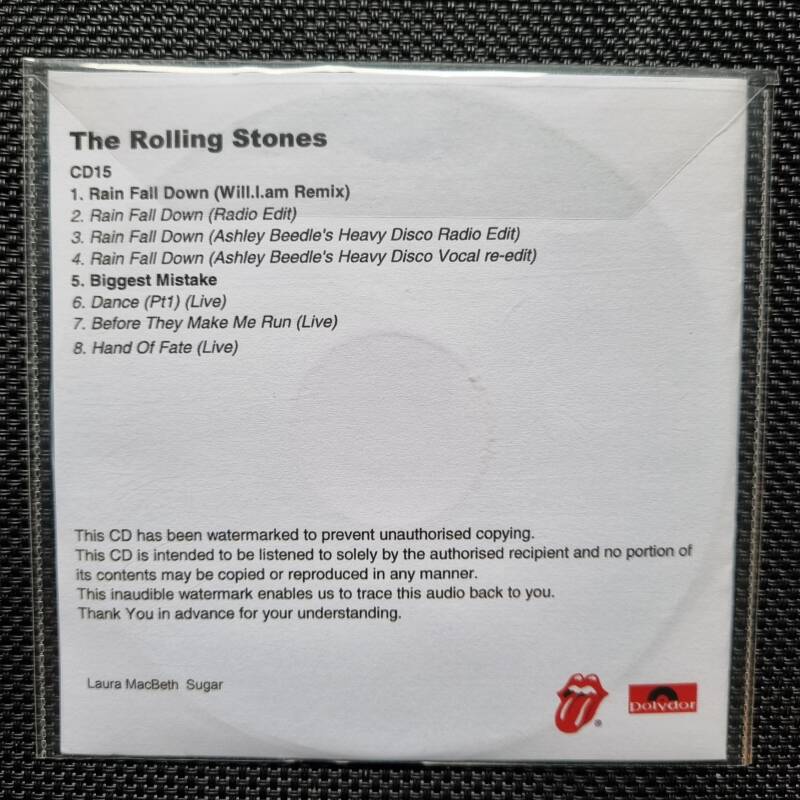 The Rolling Stones
CD15
1. Rain Fall Down (Will.I.am Remix)
2. Rain Fall Down (Radio Edit)
3. Rain Fall Down (Ashley Beedle's Heavy Disco Radio Edit)
4. Rain Fall Down (Ashley Beedle's Heavy Disco Vocal re-edit)
5. Biggest Mistake
6. Dance (Pt1) (Live)
7. Before They Make Me Run (Live)
8. Hand Of Fate (Live)
This CD has been watermarked to prevent unauthorised copying.
This CD is intended to be listened to solely by the authorised recipient and no portion of
its contents may be copied or reproduced in any manner.
This inaudible watermark enables us to trace this audio back to you.
Thank You in advance for your understanding.
Laura MacBeth Sugar
®
polydor